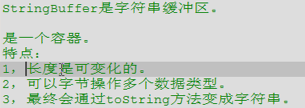 StringBuffer是字符串缓冲区。
是一个容器。
特点：
1，长度是可变化的。
2，可以字节操作多个数据类型。
3，最终会通过toString方法变成字符串。